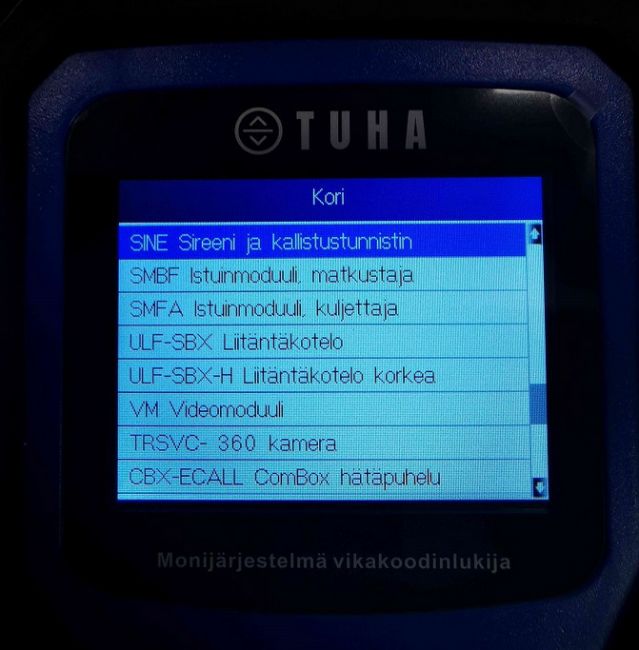 TUHA
Kori
SINE Sireeni ja kallistustunnistin
SMBF Istuinmoduuli, matkustaja
SMFA Istuinmoduuli, kuljettaja
ULF-SBX Liitäntäkotelo
ULF-SBX-H Liitäntäkotelo korkea
VM Videomoduuli
TRSVC- 360 kamera
CBX-ECALL ComBox hätäpuhelu
Monijärjestelmä vikakoodinlukija